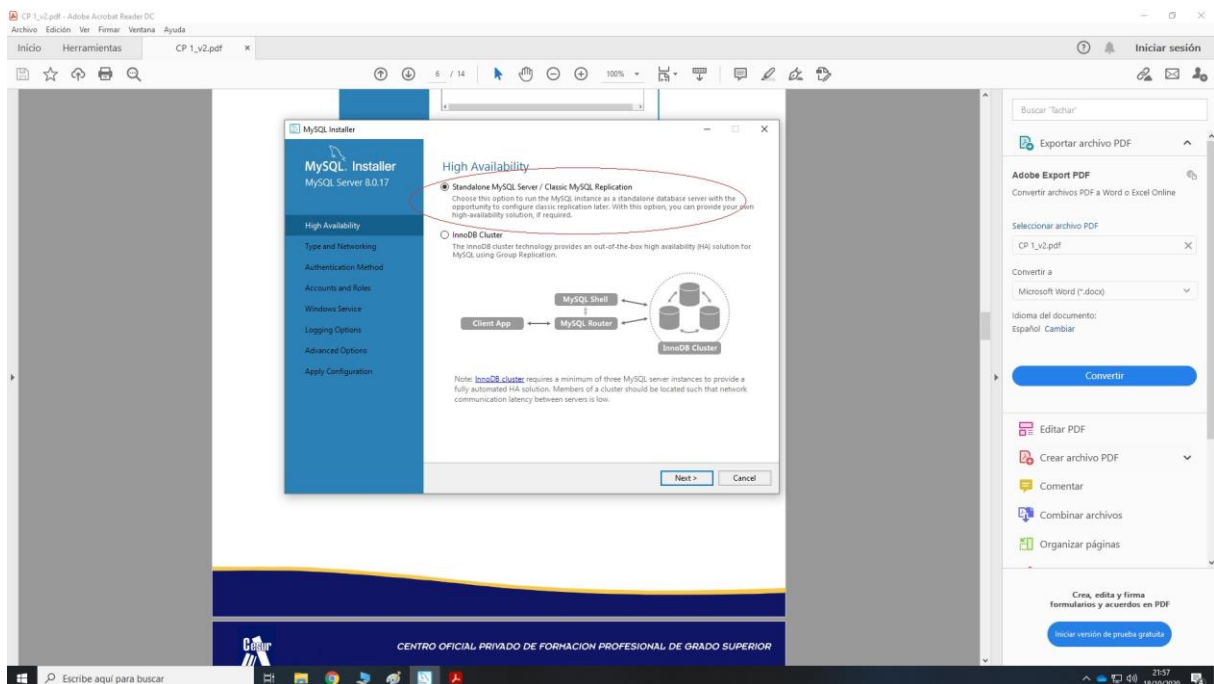 CP 1_v2.pdf - Adobe Acrobat Reader DC
Archivo Edición Ver Firmar Ventana Ayuda
Inicio Herramientas CP 1_v2.pdf × Iniciar sesión
6 / 14 100%
MySQL Installer
MySQL. Installer
MySQL Server 8.0.17
High Availability
Type and Networking
Authentication Method
Accounts and Roles
Windows Service
Logging Options
Advanced Options
Apply Configuration
High Availability
Standalone MySQL Server / Classic MySQL Replication
Choose this option to run the MySQL instance as a standalone database server with the
opportunity to configure classic replication later. With this option, you can provide your own
high-availability solution, if required.
InnoDB Cluster
The InnoDB cluster technology provides an out-of-the-box high availability (HA) solution for
MySQL using Group Replication.
MySQL Shell
Client App
MySQL Router
InnoDB Cluster
Note: InnoDB cluster requires a minimum of three MySQL server instances to provide a
fully automated HA solution. Members of a cluster should be located such that network
communication latency between servers is low.
Next > Cancel
Cesur
CENTRO OFICIAL PRIVADO DE FORMACION PROFESIONAL DE GRADO SUPERIOR
Buscar 'Tachar'
Exportar archivo PDF
Adobe Export PDF
Convertir archivos PDF a Word o Excel Online
Seleccionar archivo PDF
CP 1_v2.pdf
Convertir a
Microsoft Word (*.docx)
Idioma del documento:
Español Cambiar
Convertir
Editar PDF
Crear archivo PDF
Comentar
Combinar archivos
Organizar páginas
Crea, edita y firma
formularios y acuerdos en PDF
Iniciar versión de prueba gratuita
Escribe aquí para buscar
21:57
18/10/2020